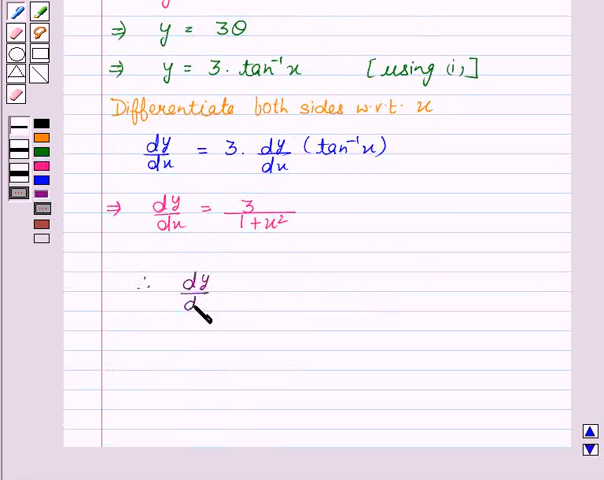 ⇒ y = 3θ
⇒ y = 3·tan⁻¹x [using (i)]
Differentiate both sides w.r.t. x
dy/dx = 3·dy/dx (tan⁻¹x)
⇒ dy/dx = 3/(1+x²)
∴ dy/d